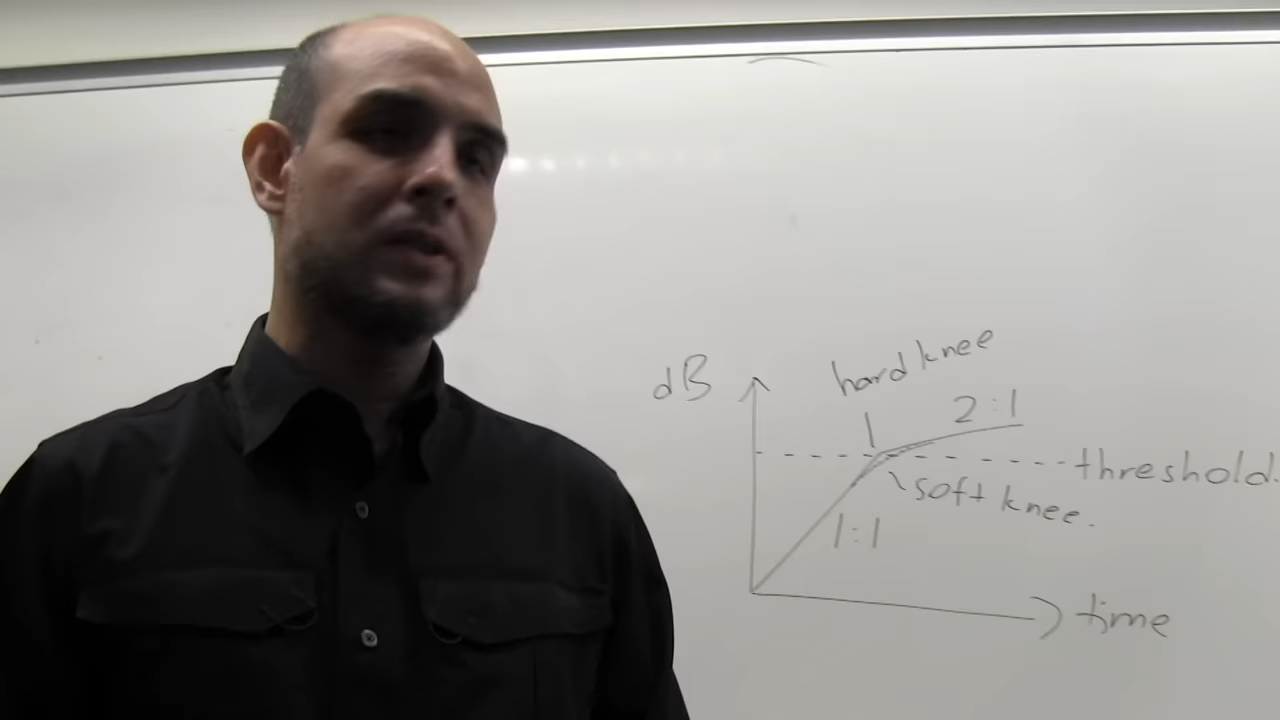 hard knee
dB
2:1
threshold.
soft knee.
1:1
time